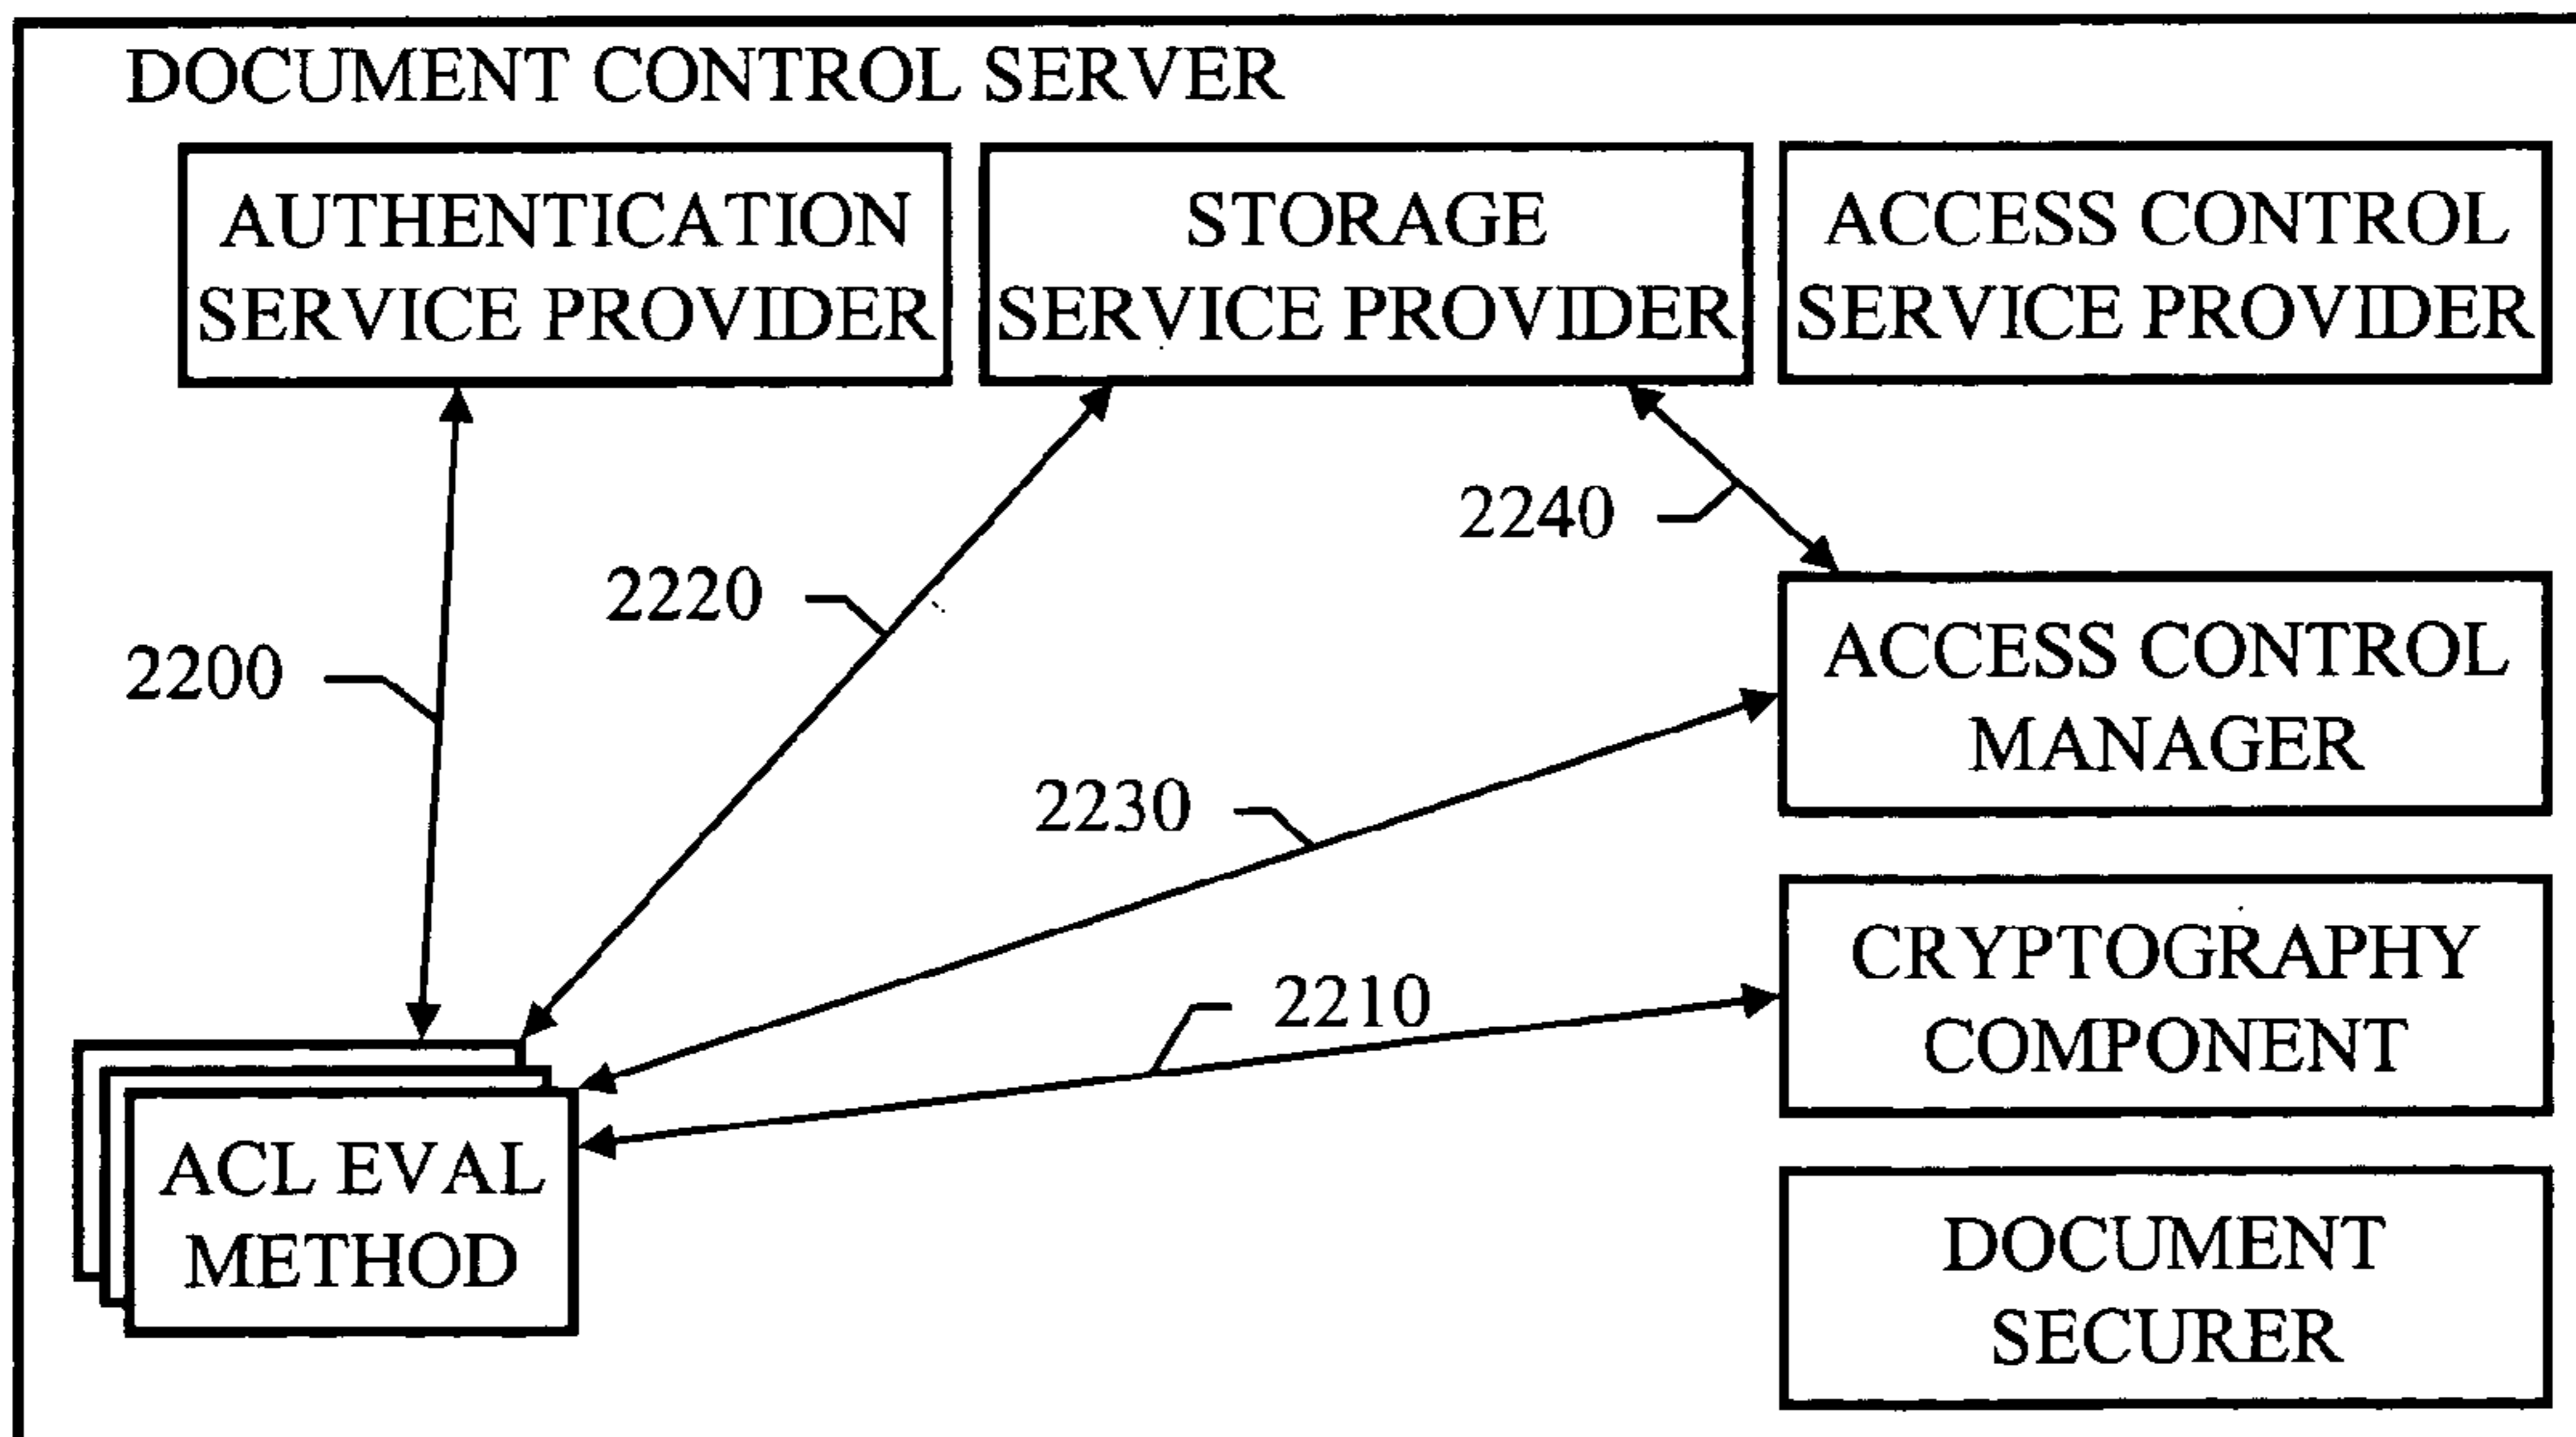 DOCUMENT CONTROL SERVER
AUTHENTICATION
SERVICE PROVIDER
STORAGE
SERVICE PROVIDER
ACCESS CONTROL
SERVICE PROVIDER
2240
2220
2200
ACCESS CONTROL
MANAGER
2230
2210
CRYPTOGRAPHY
COMPONENT
ACL EVAL
METHOD
DOCUMENT
SECURER